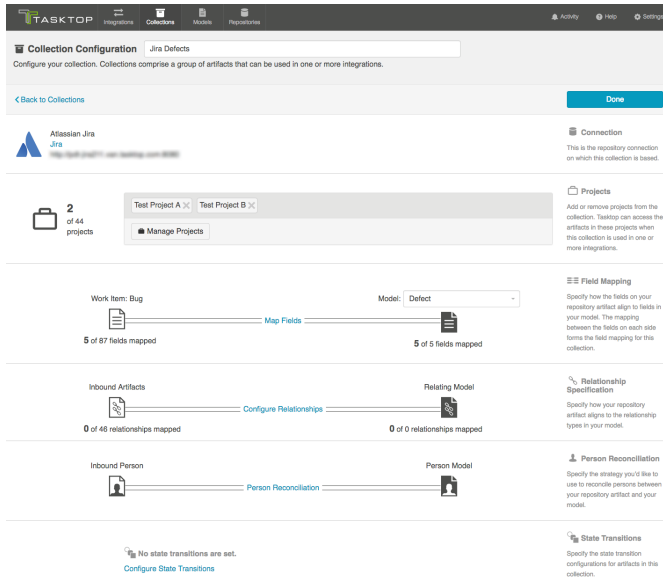 TASKTOP
Integrations
Collections
Models
Repositories
Activity
Help
Settings
Collection Configuration
Jira Defects
Configure your collection. Collections comprise a group of artifacts that can be used in one or more integrations.
Back to Collections
Done
Atlassian Jira
Jira
Connection
This is the repository connection
on which this collection is based.
2
of 44
projects
Test Project A
Test Project B
Manage Projects
Projects
Add or remove projects from the
collection. Tasktop can access the
artifacts in these projects when
this collection is used in one or
more integrations.
Work Item: Bug
Model:
Defect
Map Fields
5 of 87 fields mapped
5 of 5 fields mapped
Field Mapping
Specify how the fields on your
repository artifact align to fields in
your model. The mapping
between the fields on each side
forms the field mapping for this
collection.
Inbound Artifacts
Relating Model
Configure Relationships
0 of 46 relationships mapped
0 of 0 relationships mapped
Relationship
Specification
Specify how your repository
artifact aligns to the relationship
types in your model.
Inbound Person
Person Model
Person Reconciliation
Person Reconciliation
Specify the strategy you'd like to
use to reconcile persons between
your repository artifact and your
model.
No state transitions are set.
Configure State Transitions
State Transitions
Specify the state transition
configurations for artifacts in this
collection.